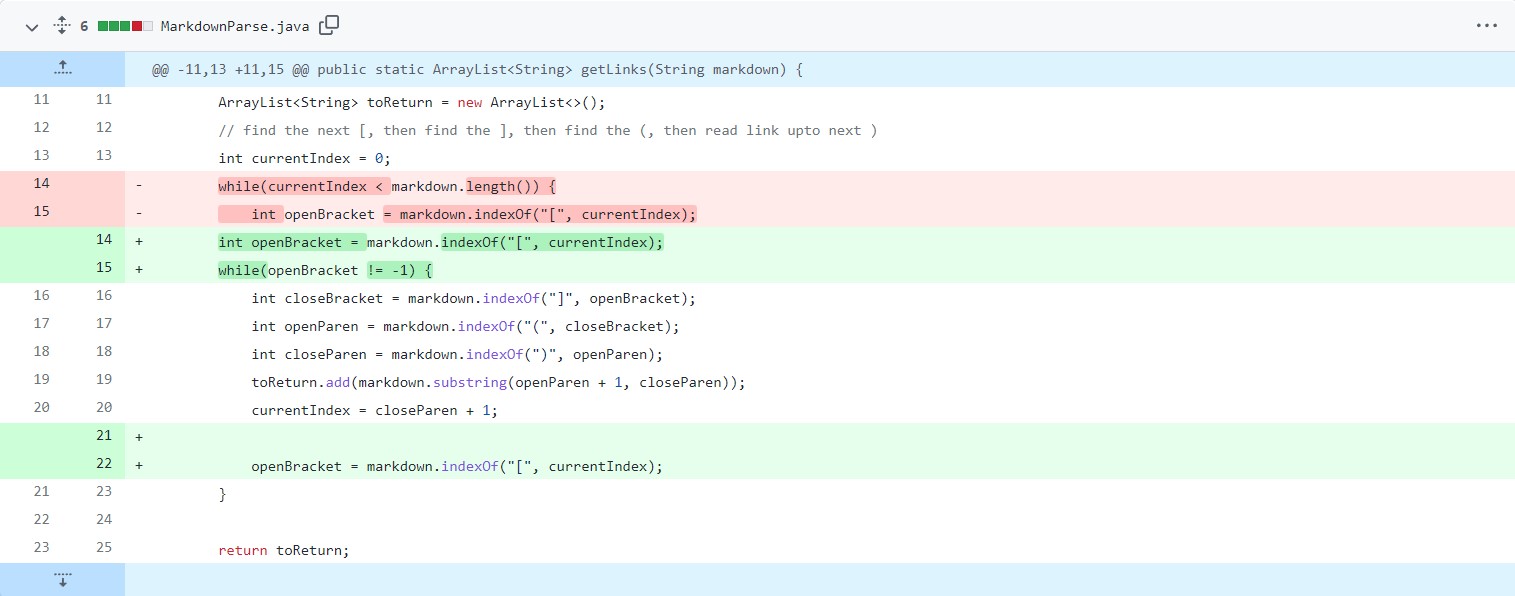 6 MarkdownParse.java
@@ -11,13 +11,15 @@ public static ArrayList<String> getLinks(String markdown) {
11 11 ArrayList<String> toReturn = new ArrayList<>();
12 12 // find the next [, then find the ], then find the (, then read link upto next )
13 13 int currentIndex = 0;
14 - while(currentIndex < markdown.length()) {
15 - int openBracket = markdown.indexOf("[", currentIndex);
14 + int openBracket = markdown.indexOf("[", currentIndex);
15 + while(openBracket != -1) {
16 16 int closeBracket = markdown.indexOf("]", openBracket);
17 17 int openParen = markdown.indexOf("(", closeBracket);
18 18 int closeParen = markdown.indexOf(")", openParen);
19 19 toReturn.add(markdown.substring(openParen + 1, closeParen));
20 20 currentIndex = closeParen + 1;
21 +
22 + openBracket = markdown.indexOf("[", currentIndex);
21 23 }
22 24
23 25 return toReturn;